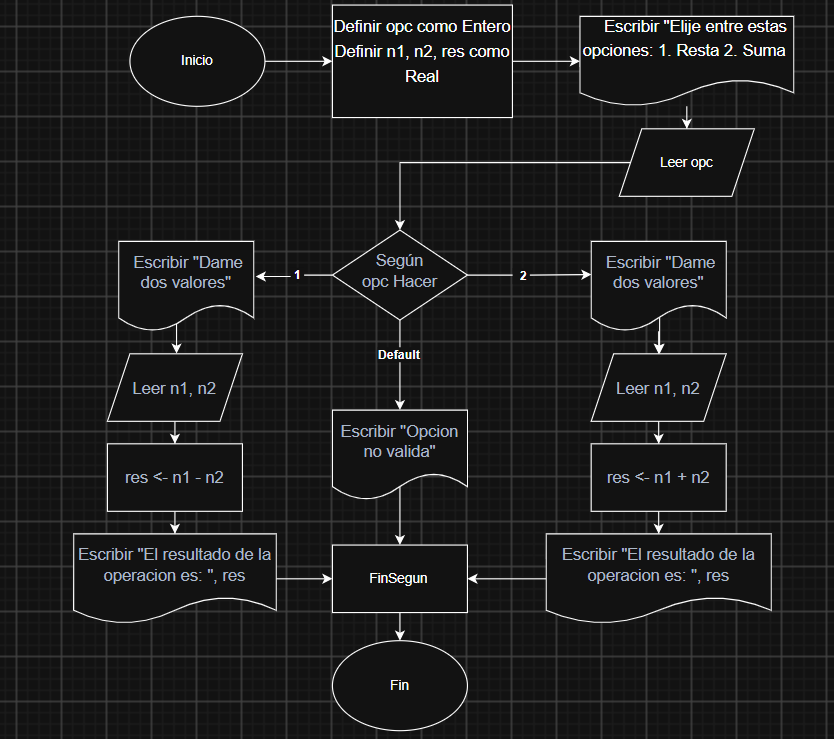 Inicio
Definir opc como Entero
Definir n1, n2, res como
Real
Escribir "Elije entre estas
opciones: 1. Resta 2. Suma
Leer opc
Según
opc Hacer
1
2
Default
Escribir "Dame
dos valores"
Leer n1, n2
res <- n1 - n2
Escribir "El resultado de la
operacion es: ", res
Escribir "Opcion
no valida"
Escribir "Dame
dos valores"
Leer n1, n2
res <- n1 + n2
Escribir "El resultado de la
operacion es: ", res
FinSegun
Fin